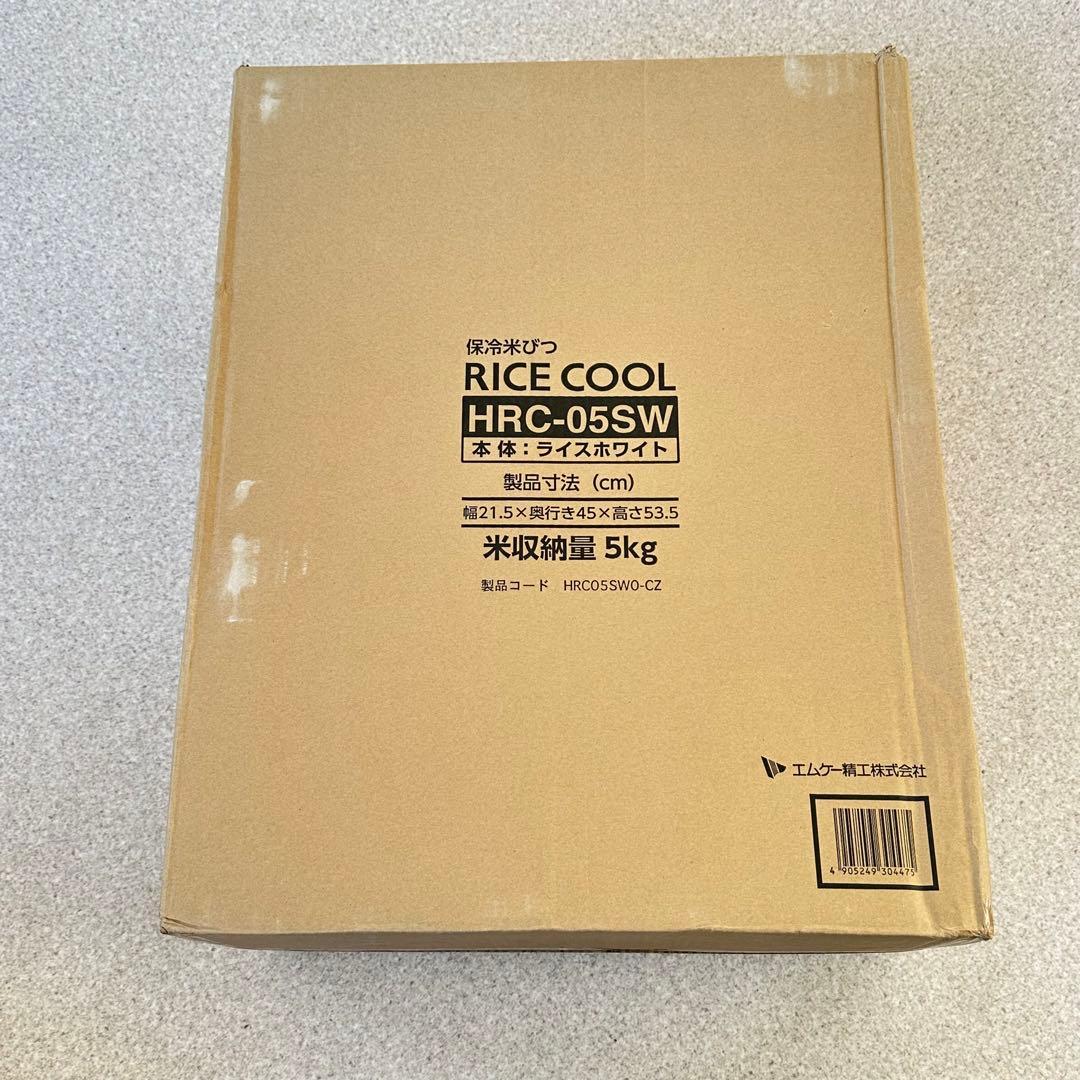 保冷米びつ
RICE COOL
HRC-05SW
本体：ライスホワイト
製品寸法（cm）
幅21.5×奥行き45×高さ53.5
米収納量 5kg
製品コード HRC05SW0-CZ
エムケー精工株式会社
4 905249 304475